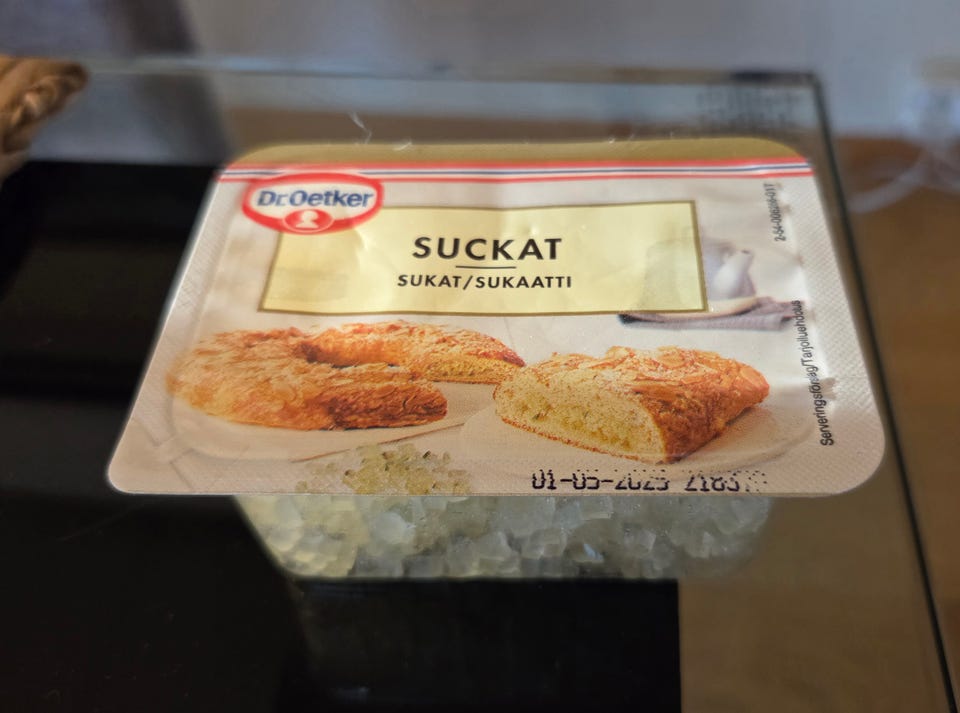 Dr.Oetker
SUCKAT
SUKAT/SUKAATTI
Serveringsförslag/Tarjoiluehdotus
01-05-2025